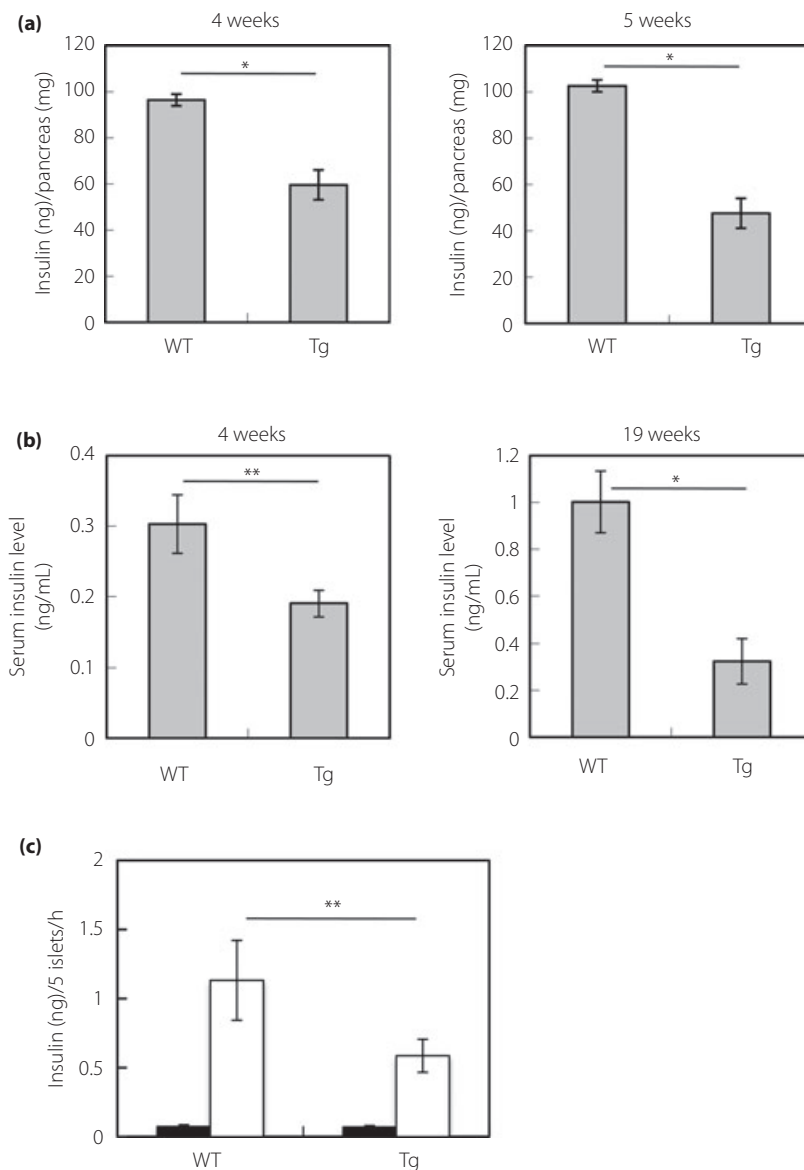 (a)
4 weeks
Insulin (ng)/pancreas (mg)
120
100
80
60
40
20
0
*
WT
Tg
5 weeks
Insulin (ng)/pancreas (mg)
120
100
80
60
40
20
0
*
WT
Tg
(b)
4 weeks
Serum insulin level
(ng/mL)
0.4
0.3
0.2
0.1
0
**
WT
Tg
19 weeks
Serum insulin level
(ng/mL)
1.2
1
0.8
0.6
0.4
0.2
0
*
WT
Tg
(c)
Insulin (ng)/5 islets/h
2
1.5
1
0.5
0
**
WT
Tg